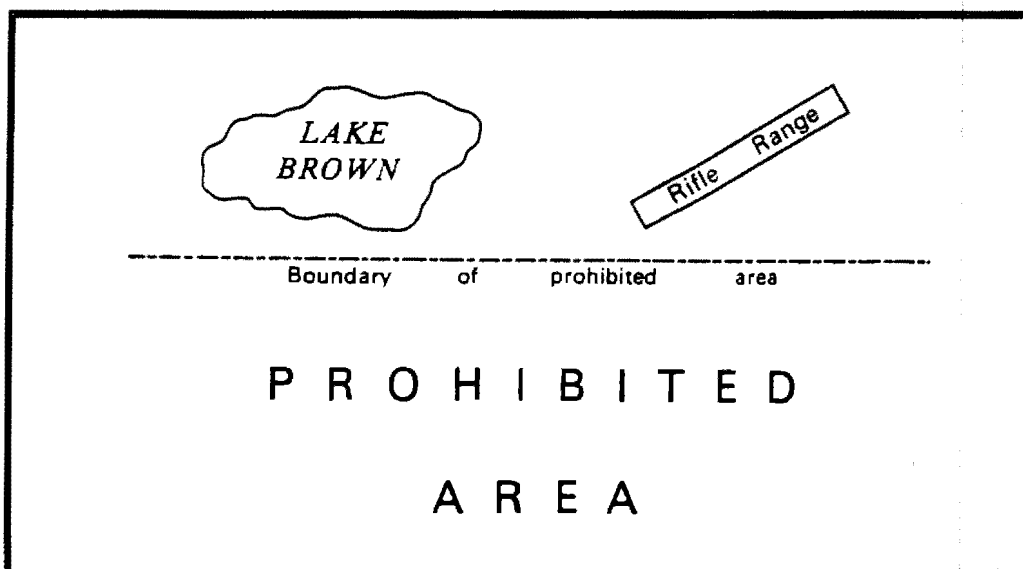 LAKE
BROWN
Rifle Range
Boundary of prohibited area
PROHIBITED
AREA